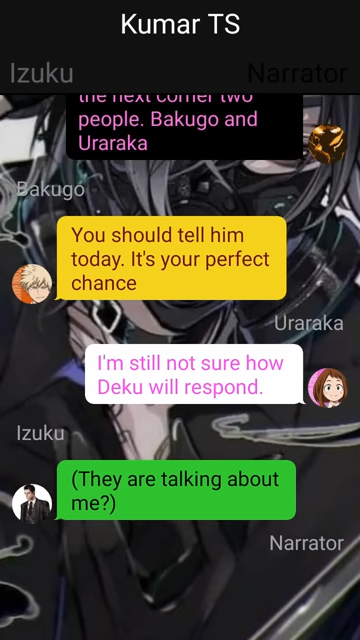 Kumar TS
Izuku
Narrator
the next corner two
people. Bakugo and
Uraraka
Bakugo
You should tell him
today. It's your perfect
chance
Uraraka
I'm still not sure how
Deku will respond.
Izuku
(They are talking about
me?)
Narrator